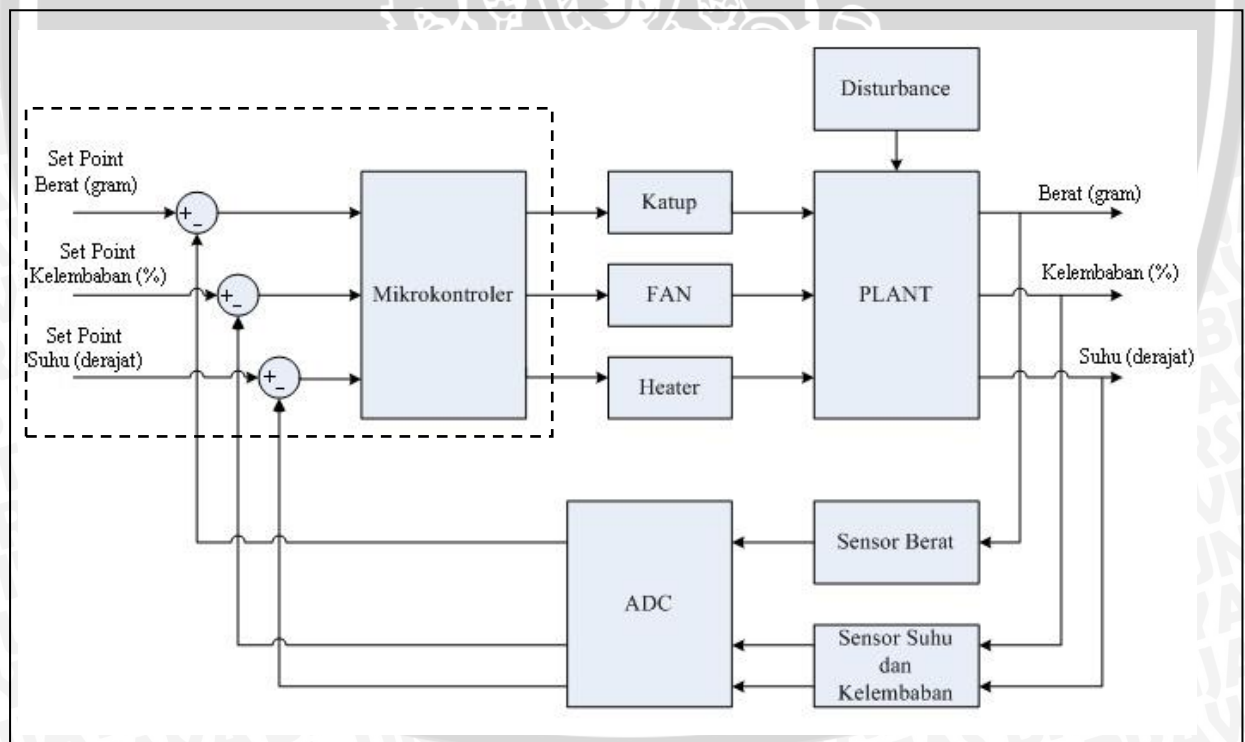 Disturbance
Set Point
Berat (gram)
Set Point
Kelembaban (%)
Set Point
Suhu (derajat)
+
-
+
-
+
-
Mikrokontroler
Katup
FAN
Heater
PLANT
Berat (gram)
Kelembaban (%)
Suhu (derajat)
ADC
Sensor Berat
Sensor Suhu
dan
Kelembaban